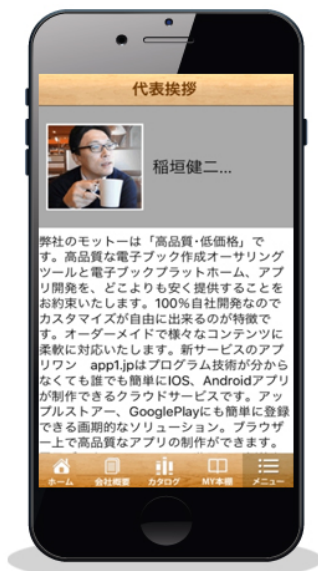 代表挨拶
稲垣健二...
弊社のモットーは「高品質・低価格」で
す。高品質な電子ブック作成オーサリング
ツールと電子ブックプラットホーム、アプ
リ開発を、どこよりも安く提供することを
お約束いたします。100%自社開発なので
カスタマイズが自由に出来るのが特徴で
す。オーダーメイドで様々なコンテンツに
柔軟に対応いたします。新サービスのアプ
リワン　app1.jpはプログラム技術が分から
なくても誰でも簡単にIOS、Androidアプリ
が制作できるクラウドサービスです。アッ
プルストアー、GooglePlayにも簡単に登録
できる画期的なソリューション。ブラウザ
ー上で高品質なアプリの制作ができます。
ホーム 会社概要 カタログ MY本棚 メニュー